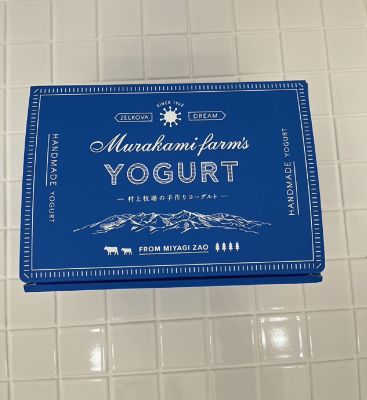 SINCE 1962
ZELKOVA DREAM
Murakami farm's
YOGURT
村上牧場の手作りヨーグルト
FROM MIYAGI ZAO
HANDMADE YOGURT
HANDMADE YOGURT